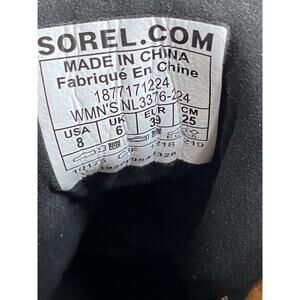 SOREL.COM
MADE IN CHINA
Fabriqué En Chine
1877171224
WMN'S NL3376-224
USA UK EUR CM
8 6 39 25